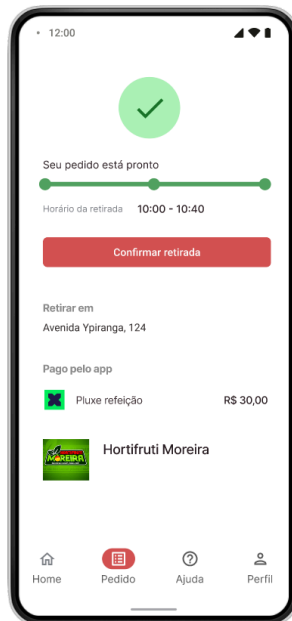 12:00
Seu pedido está pronto
Horário da retirada 10:00 - 10:40
Confirmar retirada
Retirar em
Avenida Ypiranga, 124
Pago pelo app
Pluxe refeição R$ 30,00
MOREIRA
Hortifruti Moreira
Home Pedido Ajuda Perfil